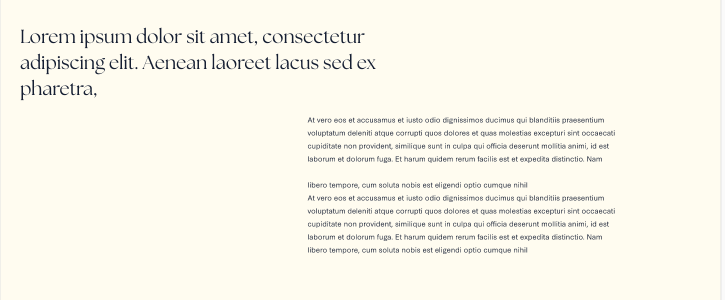 Lorem ipsum dolor sit amet, consectetur
adipiscing elit. Aenean laoreet lacus sed ex
pharetra,
At vero eos et accusamus et iusto odio dignissimos ducimus qui blanditiis praesentium
voluptatum deleniti atque corrupti quos dolores et quas molestias excepturi sint occaecati
cupiditate non provident, similique sunt in culpa qui officia deserunt mollitia animi, id est
laborum et dolorum fuga. Et harum quidem rerum facilis est et expedita distinctio. Nam
libero tempore, cum soluta nobis est eligendi optio cumque nihil
At vero eos et accusamus et iusto odio dignissimos ducimus qui blanditiis praesentium
voluptatum deleniti atque corrupti quos dolores et quas molestias excepturi sint occaecati
cupiditate non provident, similique sunt in culpa qui officia deserunt mollitia animi, id est
laborum et dolorum fuga. Et harum quidem rerum facilis est et expedita distinctio. Nam
libero tempore, cum soluta nobis est eligendi optio cumque nihil